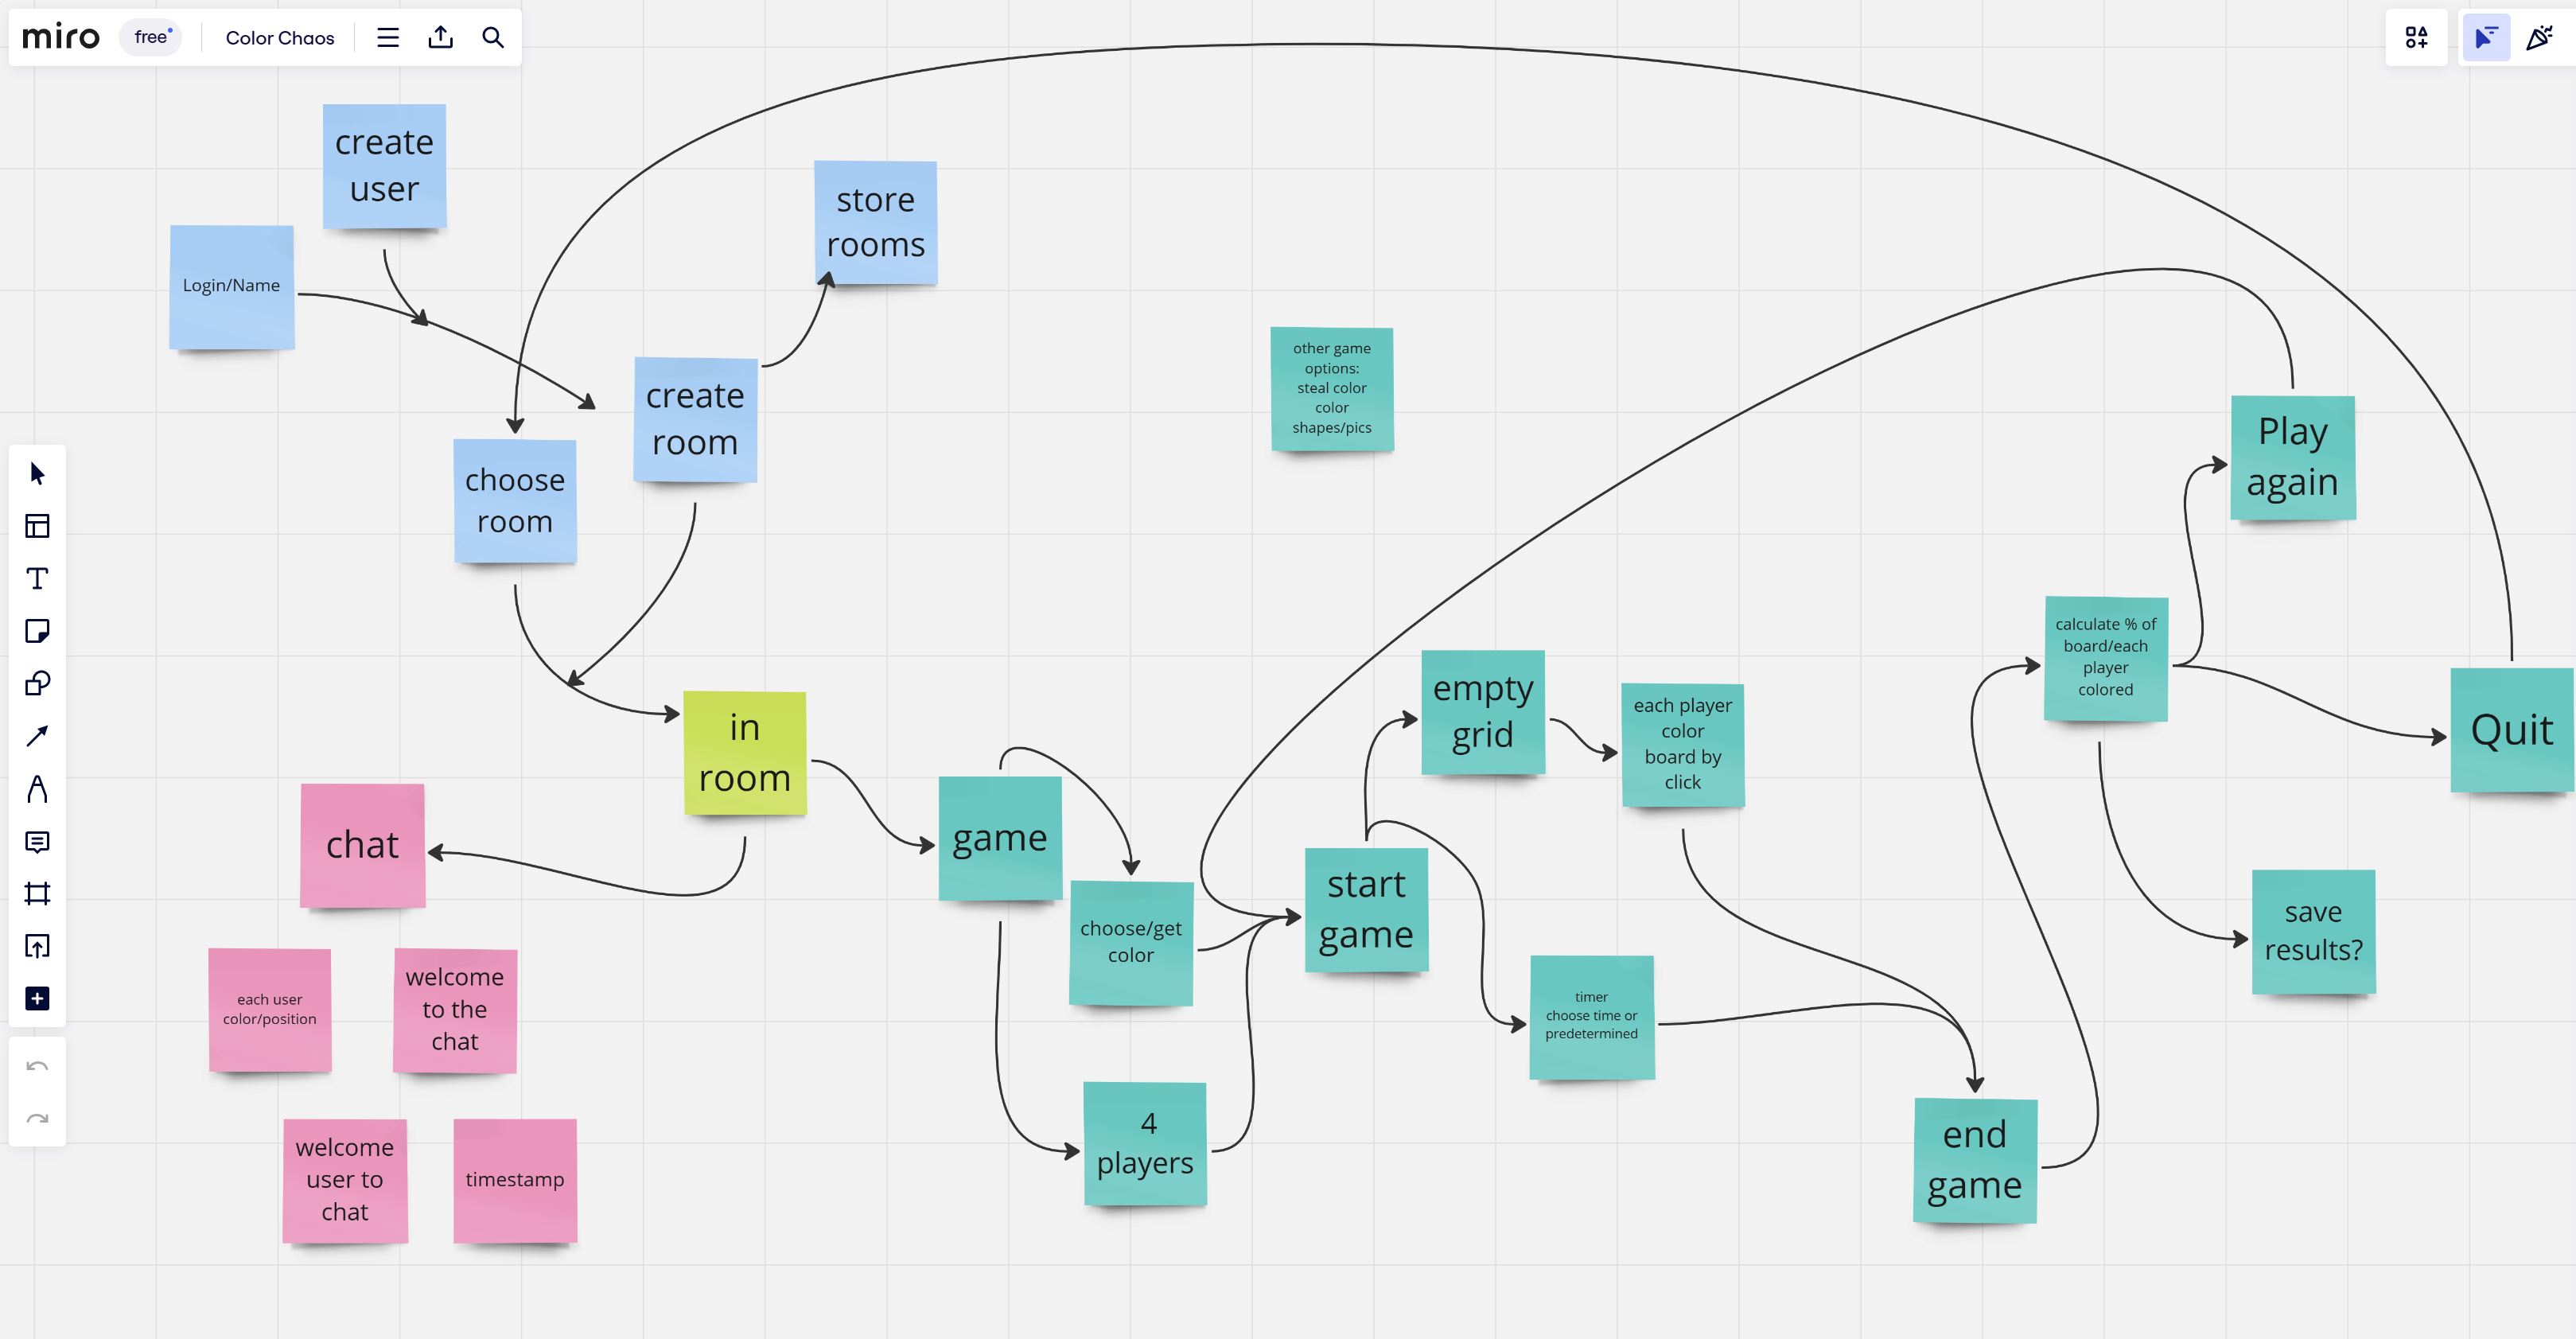 miro
free
Color Chaos
create
user
Login/Name
store
rooms
create
room
choose
room
other game
options:
steal color
color
shapes/pics
Play
again
in
room
chat
each user
color/position
welcome
to the
chat
welcome
user to
chat
timestamp
game
choose/get
color
4
players
start
game
empty
grid
each player
color
board by
click
timer
choose time or
predetermined
end
game
calculate % of
board/each
player
colored
Quit
save
results?